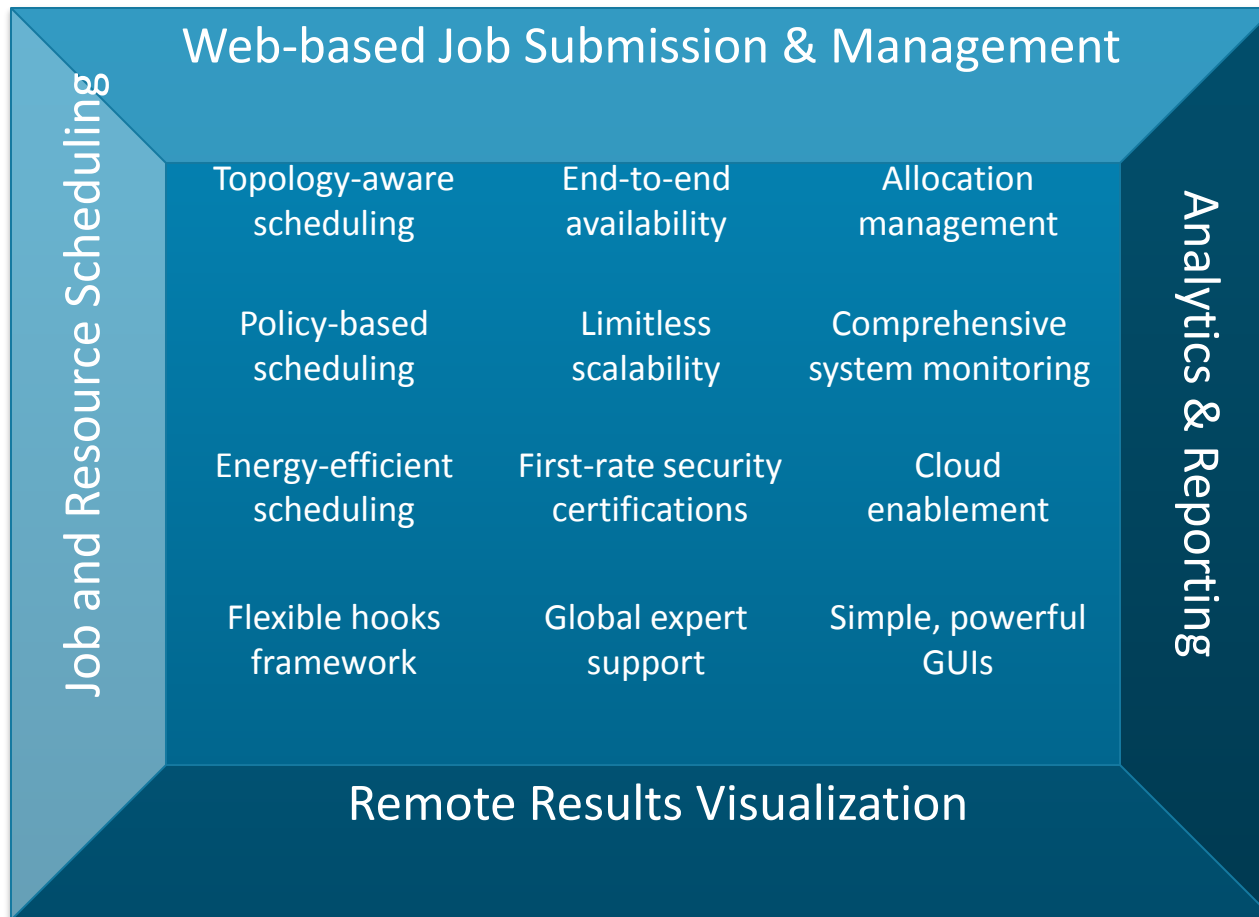 Web-based Job Submission & Management
Job and Resource Scheduling
Topology-aware
scheduling
End-to-end
availability
Allocation
management
Policy-based
scheduling
Limitless
scalability
Comprehensive
system monitoring
Energy-efficient
scheduling
First-rate security
certifications
Cloud
enablement
Flexible hooks
framework
Global expert
support
Simple, powerful
GUIs
Analytics & Reporting
Remote Results Visualization